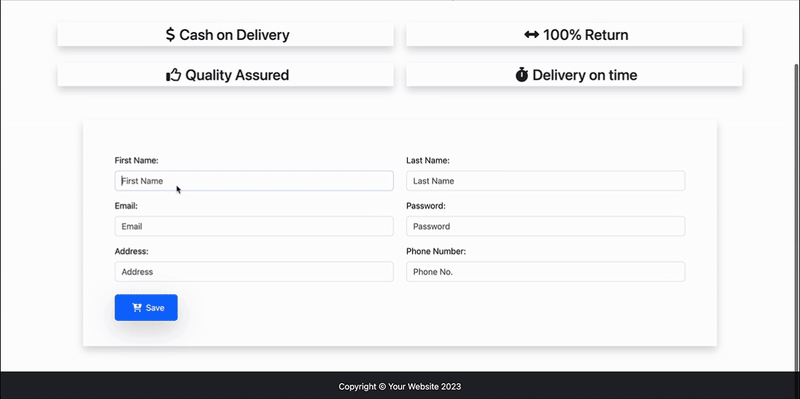 $ Cash on Delivery
100% Return
Quality Assured
Delivery on time
First Name:
Last Name:
First Name
Last Name
Email:
Password:
Email
Password
Address:
Phone Number:
Address
Phone No.
Save
Copyright © Your Website 2023